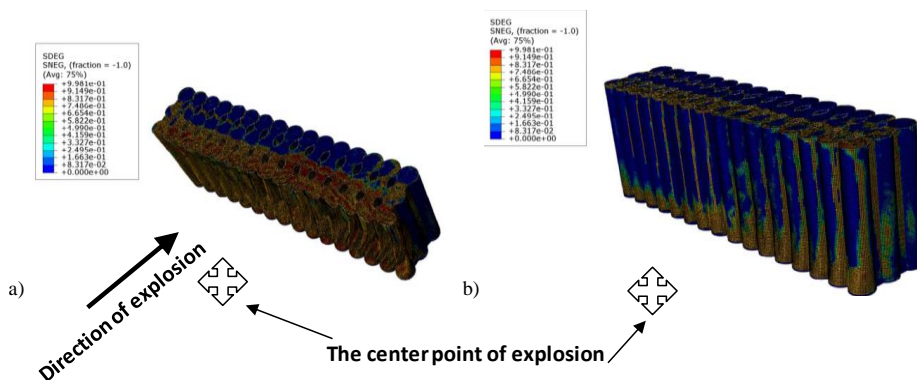 SDEG
SNEG, (fraction = -1.0)
(Avg: 75%)
+9.981e-01
+9.149e-01
+8.317e-01
+7.486e-01
+6.654e-01
+5.822e-01
+4.990e-01
+4.159e-01
+3.327e-01
+2.495e-01
+1.663e-01
+8.317e-02
+0.000e+00
a)
Direction of explosion
SDEG
SNEG, (fraction = -1.0)
(Avg: 75%)
+9.981e-01
+9.149e-01
+8.317e-01
+7.486e-01
+6.654e-01
+5.822e-01
+4.990e-01
+4.159e-01
+3.327e-01
+2.495e-01
+1.663e-01
+8.317e-02
+0.000e+00
b)
The center point of explosion